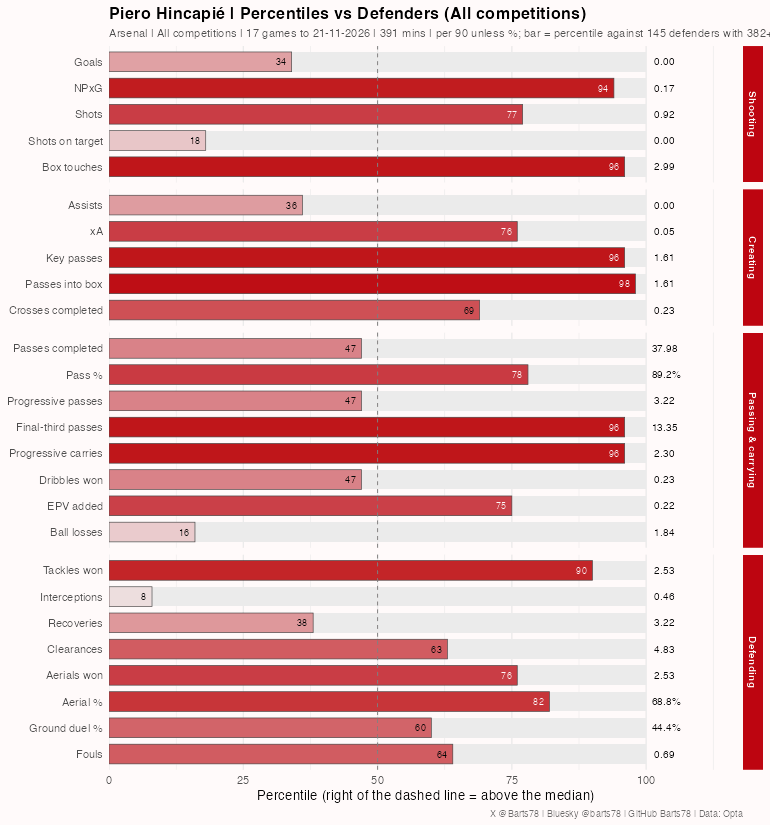 Piero Hincapié | Percentiles vs Defenders (All competitions)
Arsenal | All competitions | 17 games to 21-11-2026 | 391 mins | per 90 unless %; bar = percentile against 145 defenders with 382+
Goals 34 0.00
NPxG 94 0.17
Shots 77 0.92
Shots on target 18 0.00
Box touches 96 2.99
Shooting
Assists 36 0.00
xA 76 0.05
Key passes 96 1.61
Passes into box 98 1.61
Crosses completed 69 0.23
Creating
Passes completed 47 37.98
Pass % 78 89.2%
Progressive passes 47 3.22
Final-third passes 96 13.35
Progressive carries 96 2.30
Dribbles won 47 0.23
EPV added 75 0.22
Ball losses 16 1.84
Passing & carrying
Tackles won 90 2.53
Interceptions 8 0.46
Recoveries 38 3.22
Clearances 63 4.83
Aerials won 76 2.53
Aerial % 82 68.8%
Ground duel % 60 44.4%
Fouls 64 0.69
Defending
0 25 50 75 100
Percentile (right of the dashed line = above the median)
X @Barts78 | Bluesky @barts78 | GitHub Barts78 | Data: Opta